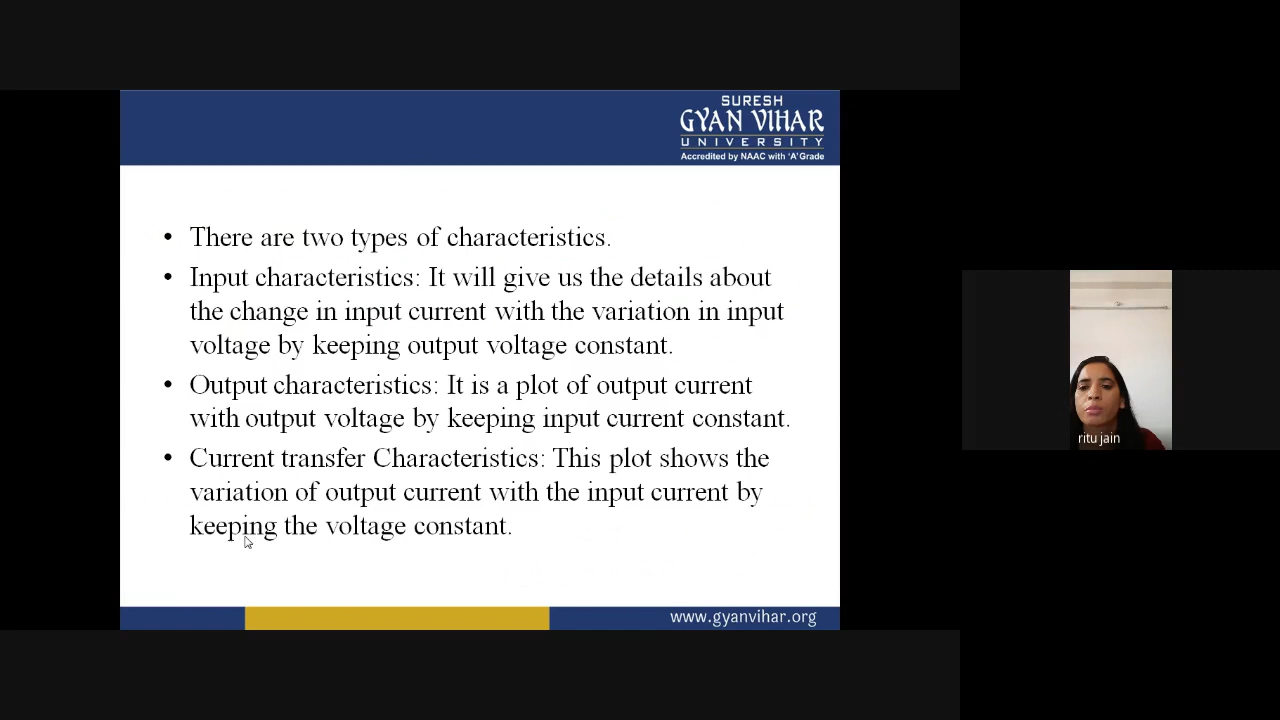 SURESH
GYAN VIHAR
UNIVERSITY
Accredited by NAAC with 'A' Grade
• There are two types of characteristics.
• Input characteristics: It will give us the details about
the change in input current with the variation in input
voltage by keeping output voltage constant.
• Output characteristics: It is a plot of output current
with output voltage by keeping input current constant.
• Current transfer Characteristics: This plot shows the
variation of output current with the input current by
keeping the voltage constant.
www.gyanvihar.org
ritu jain